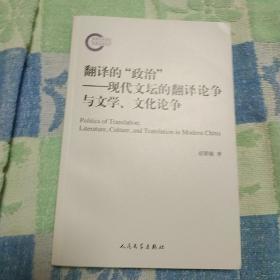 翻译的“政治”
——现代文坛的翻译论争
与文学、文化论争
Politics of Translation:
Literature, Culture, and Translation in Modern China
著
人民文学出版社